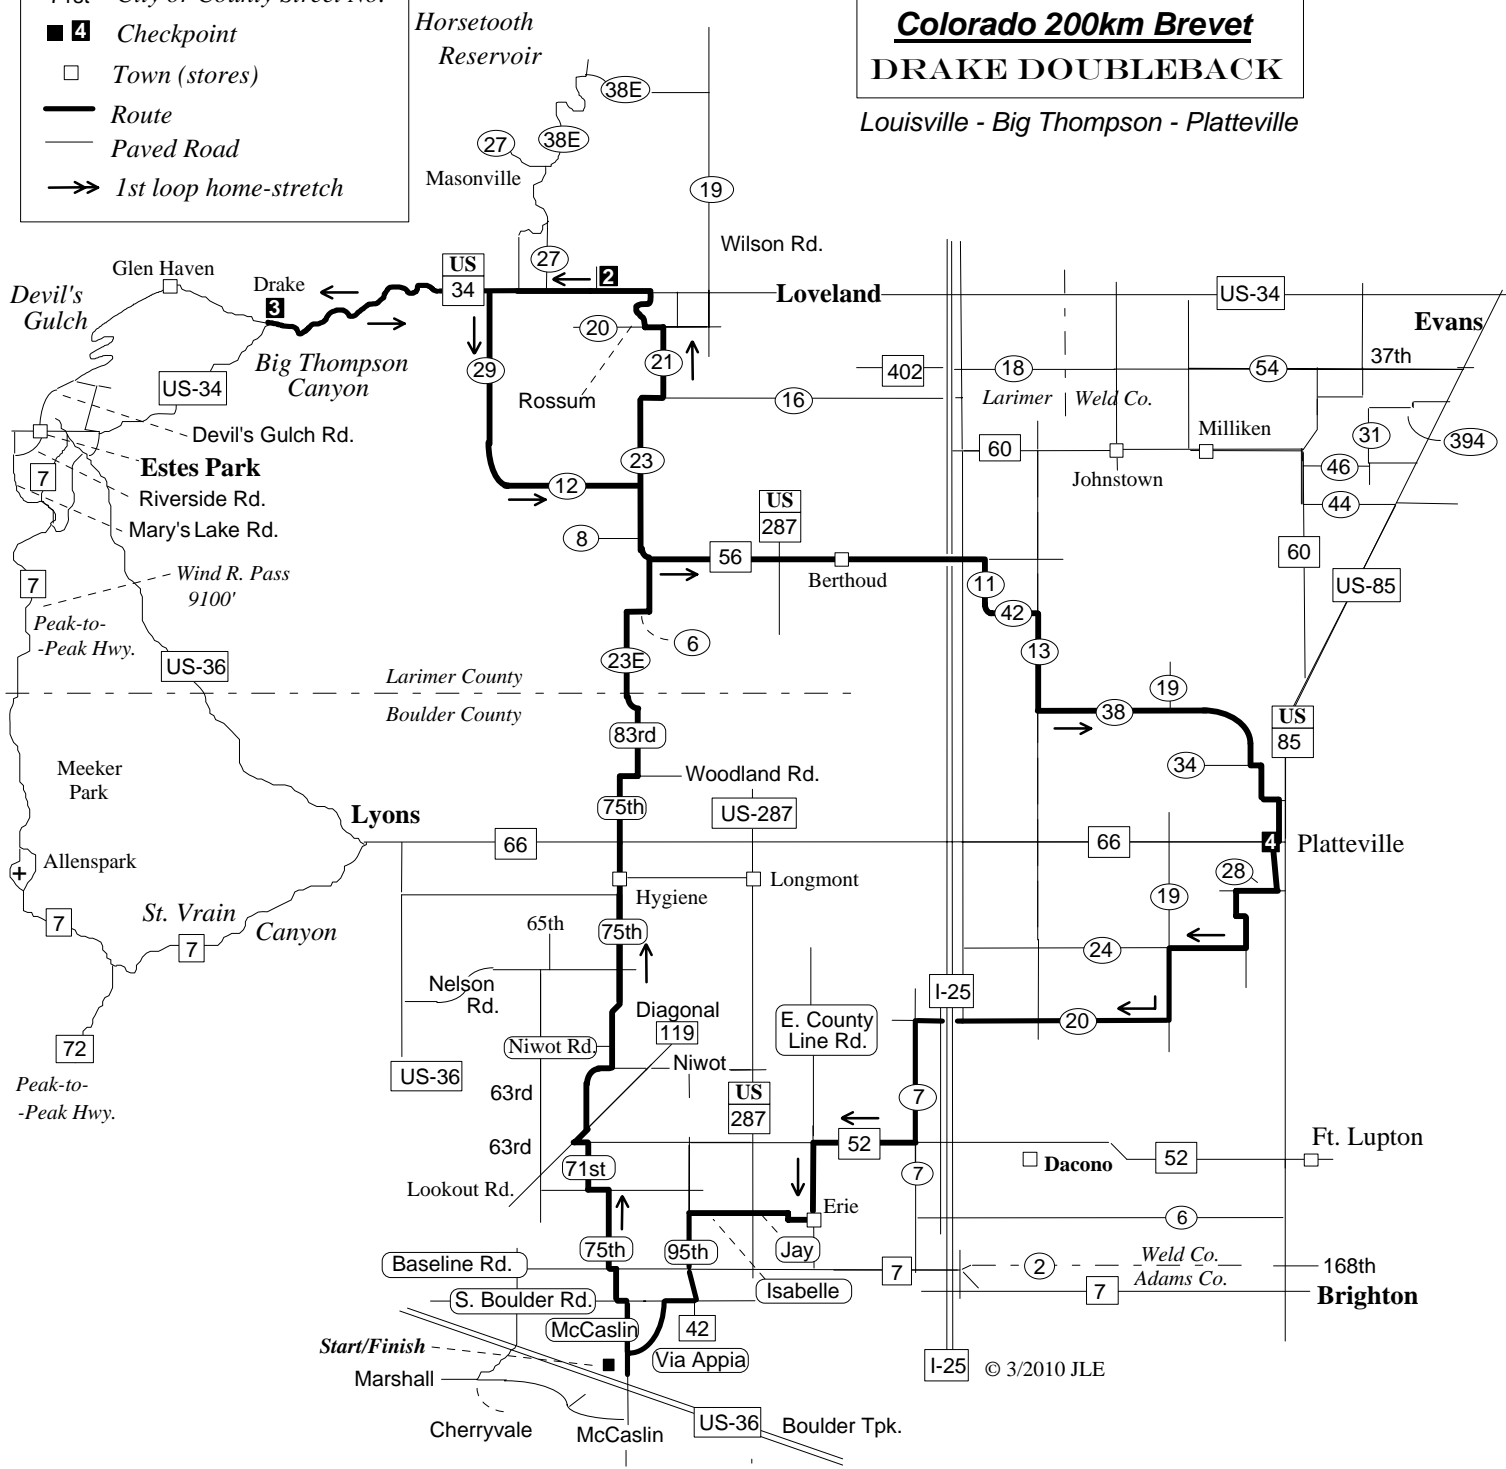 City or County Street No.
4 Checkpoint
Town (stores)
Route
Paved Road
1st loop home-stretch
Colorado 200km Brevet
DRAKE DOUBLEBACK
Louisville - Big Thompson - Platteville
Horsetooth
Reservoir
38E
27
38E
Masonville
19
Wilson Rd.
27
Glen Haven
Drake
3
Devil's
Gulch
US
34
2
Loveland
US-34
Evans
20
Big Thompson
Canyon
US-34
29
21
Rossum
16
402
18
54
37th
Larimer
Weld Co.
Devil's Gulch Rd.
Estes Park
7
Riverside Rd.
Mary's Lake Rd.
23
12
8
60
Johnstown
Milliken
31
394
46
44
US
287
56
Berthoud
11
42
60
US-85
7
Wind R. Pass
9100'
Peak-to-
-Peak Hwy.
US-36
6
23E
13
Larimer County
Boulder County
83rd
19
38
US
85
34
Meeker
Park
Woodland Rd.
75th
US-287
Lyons
66
66
4
Platteville
Allenspark
Hygiene
Longmont
28
19
7
St. Vrain
Canyon
7
65th
75th
24
Nelson
Rd.
Diagonal
119
I-25
E. County
Line Rd.
20
Niwot Rd.
Niwot
72
US-36
Peak-to-
-Peak Hwy.
63rd
US
287
7
63rd
52
71st
7
Dacono
52
Ft. Lupton
Lookout Rd.
Erie
6
75th
95th
Jay
Baseline Rd.
7
2
Weld Co.
Adams Co.
168th
Isabelle
7
Brighton
S. Boulder Rd.
McCaslin
42
Start/Finish
Via Appia
I-25
© 3/2010 JLE
Marshall
Cherryvale
McCaslin
US-36
Boulder Tpk.